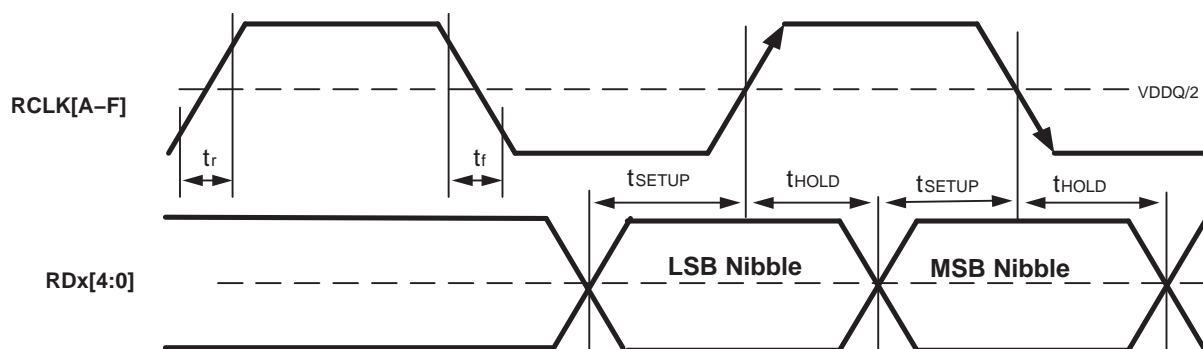 RCLK[A–F]
VDDQ/2
tr
tf
tSETUP
tHOLD
tSETUP
tHOLD
RDx[4:0]
LSB Nibble
MSB Nibble